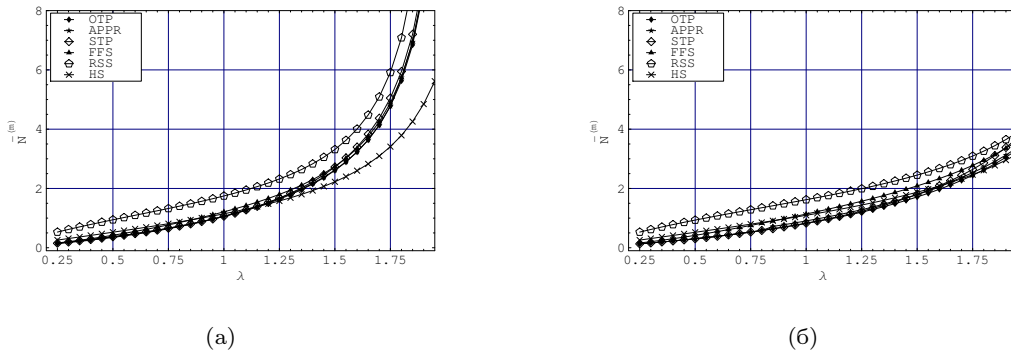 8
6
4
2
0
N̄ (m)
OTP
APPR
STP
FFS
RSS
HS
0.25 0.5 0.75 1 1.25 1.5 1.75
λ
(а)
8
6
4
2
0
N̄ (m)
OTP
APPR
STP
FFS
RSS
HS
0.25 0.5 0.75 1 1.25 1.5 1.75
λ
(б)